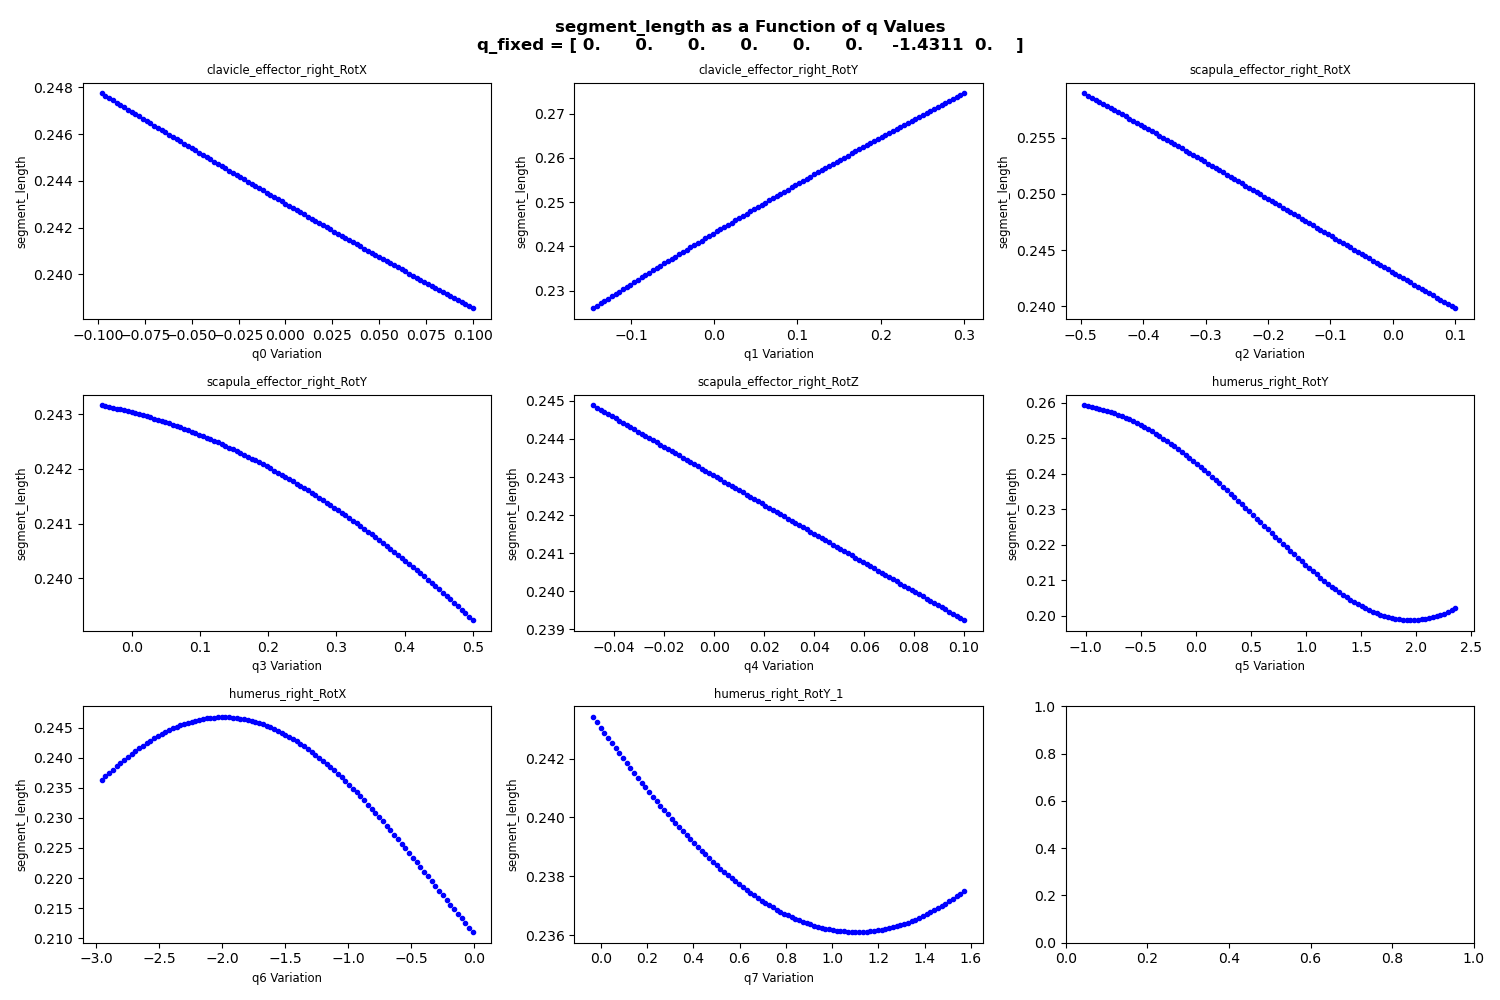 segment_length as a Function of q Values
q_fixed = [ 0. 0. 0. 0. 0. 0. -1.4311 0. ]
clavicle_effector_right_RotX
segment_length
0.248
0.246
0.244
0.242
0.240
−0.100 −0.075 −0.050 −0.025 0.000 0.025 0.050 0.075 0.100
q0 Variation
clavicle_effector_right_RotY
segment_length
0.27
0.26
0.25
0.24
0.23
−0.1 0.0 0.1 0.2 0.3
q1 Variation
scapula_effector_right_RotX
segment_length
0.255
0.250
0.245
0.240
−0.5 −0.4 −0.3 −0.2 −0.1 0.0 0.1
q2 Variation
scapula_effector_right_RotY
segment_length
0.243
0.242
0.241
0.240
0.0 0.1 0.2 0.3 0.4 0.5
q3 Variation
scapula_effector_right_RotZ
segment_length
0.245
0.244
0.243
0.242
0.241
0.240
0.239
−0.04 −0.02 0.00 0.02 0.04 0.06 0.08 0.10
q4 Variation
humerus_right_RotY
segment_length
0.26
0.25
0.24
0.23
0.22
0.21
0.20
−1.0 −0.5 0.0 0.5 1.0 1.5 2.0 2.5
q5 Variation
humerus_right_RotX
segment_length
0.245
0.240
0.235
0.230
0.225
0.220
0.215
0.210
−3.0 −2.5 −2.0 −1.5 −1.0 −0.5 0.0
q6 Variation
humerus_right_RotY_1
segment_length
0.242
0.240
0.238
0.236
0.0 0.2 0.4 0.6 0.8 1.0 1.2 1.4 1.6
q7 Variation
1.0
0.8
0.6
0.4
0.2
0.0
0.0 0.2 0.4 0.6 0.8 1.0